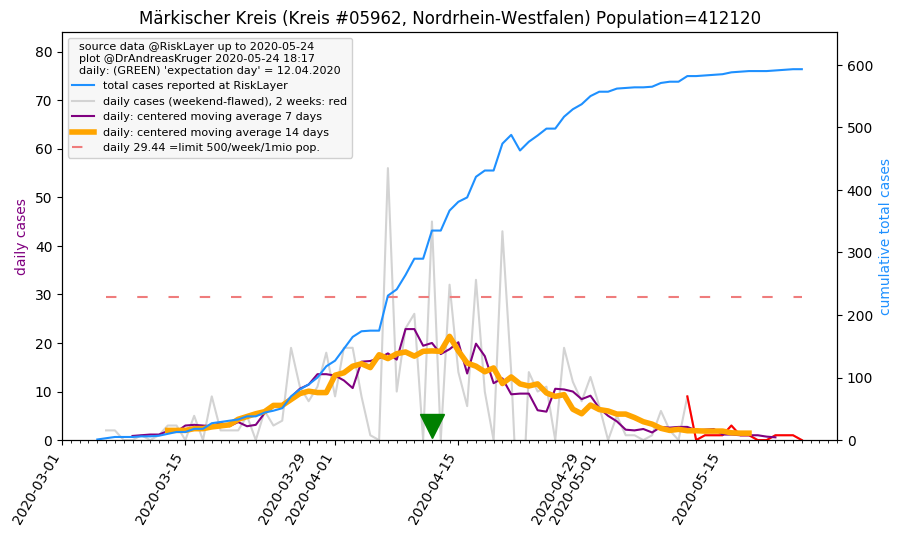 Märkischer Kreis (Kreis #05962, Nordrhein-Westfalen) Population=412120
source data @RiskLayer up to 2020-05-24
plot @DrAndreasKruger 2020-05-24 18:17
daily: (GREEN) 'expectation day' = 12.04.2020
total cases reported at RiskLayer
daily cases (weekend-flawed), 2 weeks: red
daily: centered moving average 7 days
daily: centered moving average 14 days
daily 29.44 =limit 500/week/1mio pop.
daily cases
80
70
60
50
40
30
20
10
0
cumulative total cases
600
500
400
300
200
100
0
2020-03-01
2020-03-15
2020-03-29
2020-04-01
2020-04-15
2020-04-29
2020-05-01
2020-05-15